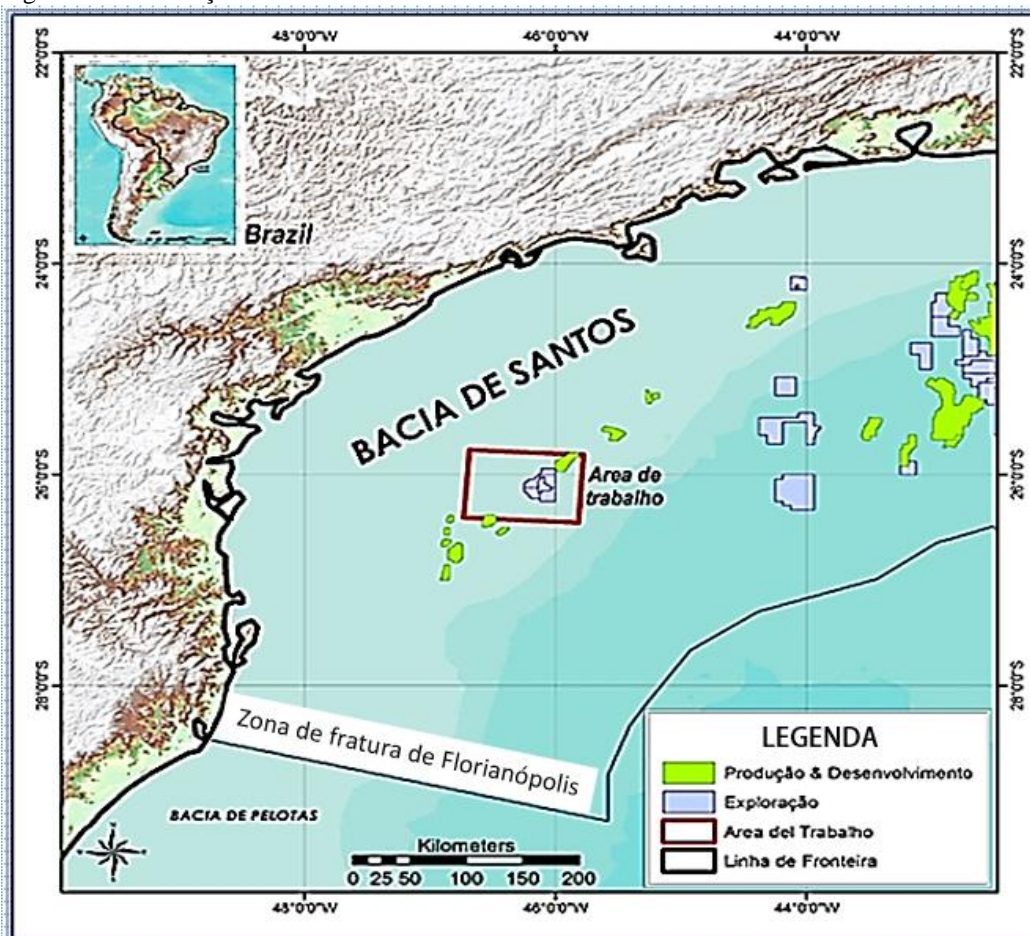 48°0'0"W 46°0'0"W 44°0'0"W
22°0'0"S
22°0'0"S
Brazil
24°0'0"S
24°0'0"S
BACIA DE SANTOS
26°0'0"S
Area de
trabalho
26°0'0"S
28°0'0"S
28°0'0"S
Zona de fratura de Florianópolis
BACIA DE PELOTAS
Kilometers
0 25 50 100 150 200
LEGENDA
Produção & Desenvolvimento
Exploração
Area del Trabalho
Linha de Fronteira
48°0'0"W 46°0'0"W 44°0'0"W